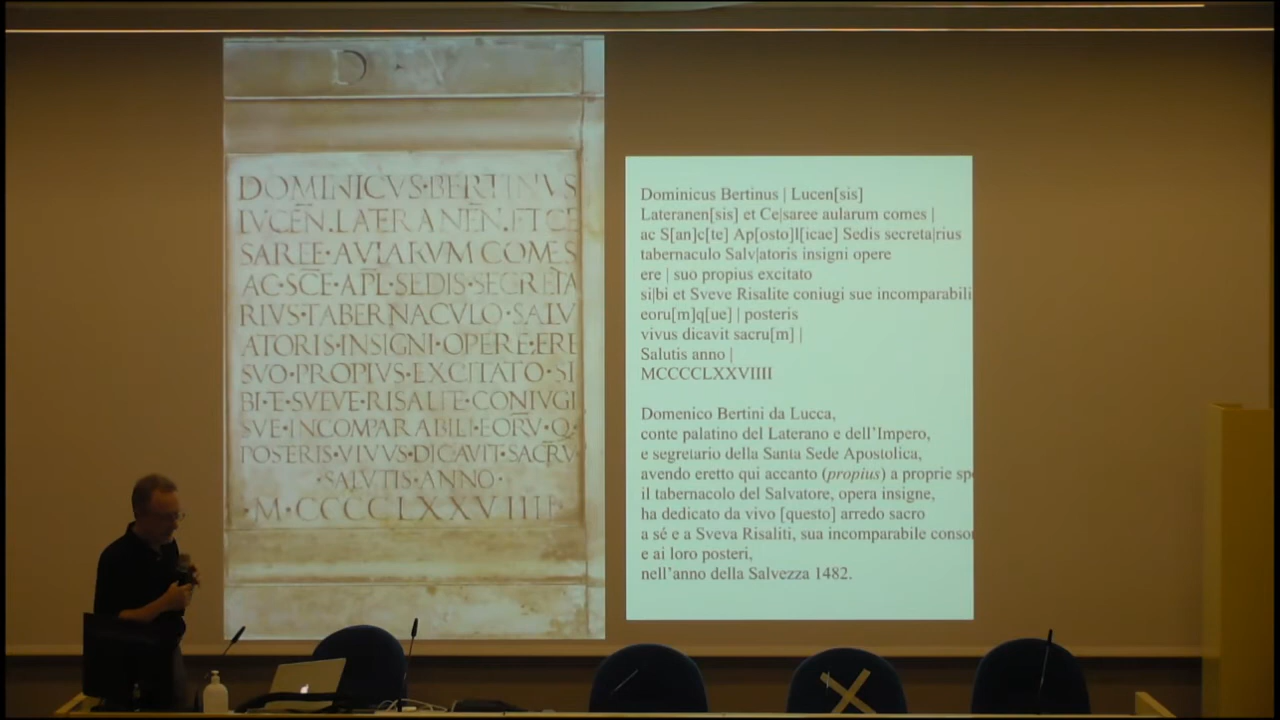 D V
DOMINICVS·BERTINVS
LVCEN.LATERANEN.ET CE
SAREE·AVLARVM COMES
AC·SCE·APL·SEDIS·SECRETA
RIVS·TABERNACVLO·SALV
ATORIS·INSIGNI·OPERE·ERE
SVO·PROPIVS·EXCITATO·SI
BI·E·SVEVE·RISALITE·CONIVGI
SVE·INCOMPARABILI·EORV·Q·
POSERIS·VIVVS·DICAVIT·SACRV·
·SALVTIS·ANNO·
·M·CCCCLXXVIIII·
Dominicus Bertinus | Lucen[sis]
Lateranen[sis] et Ce|saree aularum comes |
ac S[an]c[te] Ap[osto]l[icae] Sedis secreta|rius
tabernaculo Salv|atoris insigni opere
ere | suo propius excitato
si|bi et Sveve Risalite coniugi sue incomparabili
eoru[m]q[ue] | posteris
vivus dicavit sacru[m] |
Salutis anno |
MCCCCLXXVIIII
Domenico Bertini da Lucca,
conte palatino del Laterano e dell'Impero,
e segretario della Santa Sede Apostolica,
avendo eretto qui accanto (propius) a proprie sp
il tabernacolo del Salvatore, opera insigne,
ha dedicato da vivo [questo] arredo sacro
a sé e a Sveva Risaliti, sua incomparabile conso
e ai loro posteri,
nell'anno della Salvezza 1482.